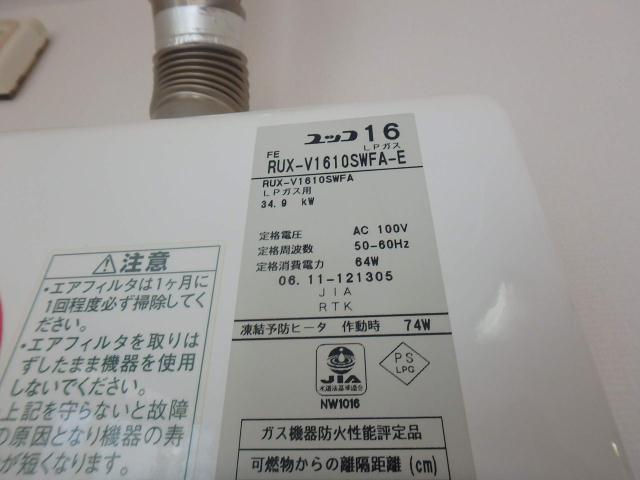 ユッコ16
FE LPガス
RUX-V1610SWFA-E
RUX-V1610SWFA
LPガス用
34.9 kW
定格電圧 AC 100V
定格周波数 50-60Hz
定格消費電力 64W
06.11-121305
JIA
RTK
凍結予防ヒータ 作動時 74W
JIA
水道法基準適合
NW1016
PS
LPG
ガス機器防火性能評定品
可燃物からの離隔距離(cm)
⚠注意
・エアフィルタは1ヶ月に
1回程度必ず掃除してく
ださい。
・エアフィルタを取りは
ずしたまま機器を使用
しないでください。
上記を守らないと故障
の原因となり機器の寿
が短くなります。